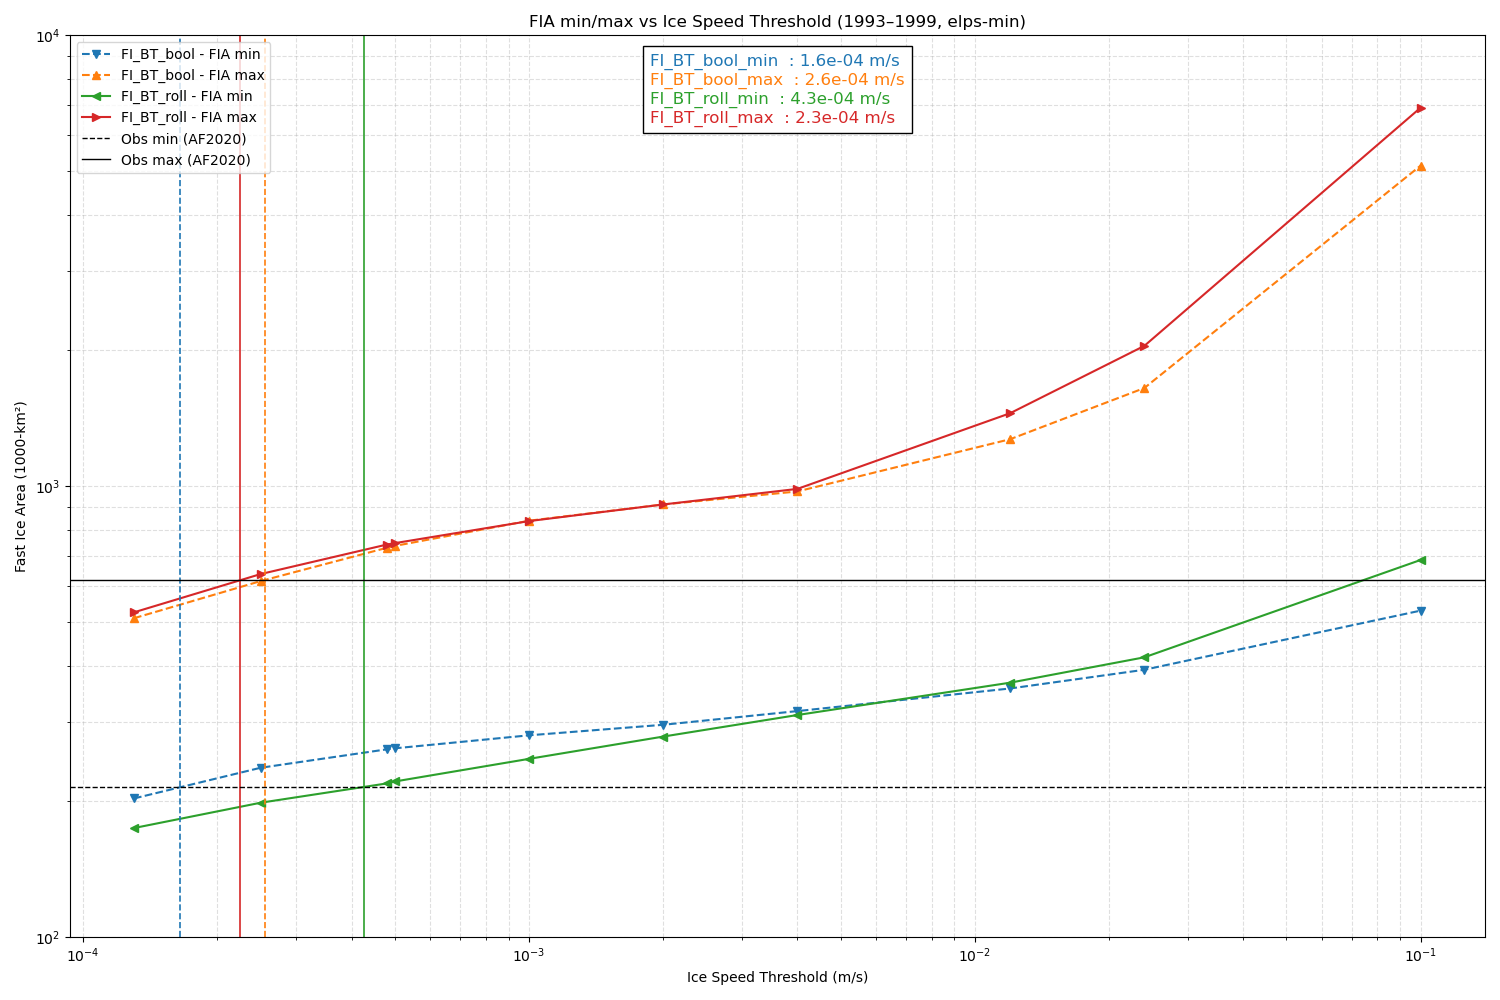 FIA min/max vs Ice Speed Threshold (1993–1999, elps-min)
FI_BT_bool - FIA min
FI_BT_bool - FIA max
FI_BT_roll - FIA min
FI_BT_roll - FIA max
Obs min (AF2020)
Obs max (AF2020)
FI_BT_bool_min : 1.6e-04 m/s
FI_BT_bool_max : 2.6e-04 m/s
FI_BT_roll_min : 4.3e-04 m/s
FI_BT_roll_max : 2.3e-04 m/s
Fast Ice Area (1000-km²)
10⁴
10³
10²
10⁻⁴
10⁻³
10⁻²
10⁻¹
Ice Speed Threshold (m/s)